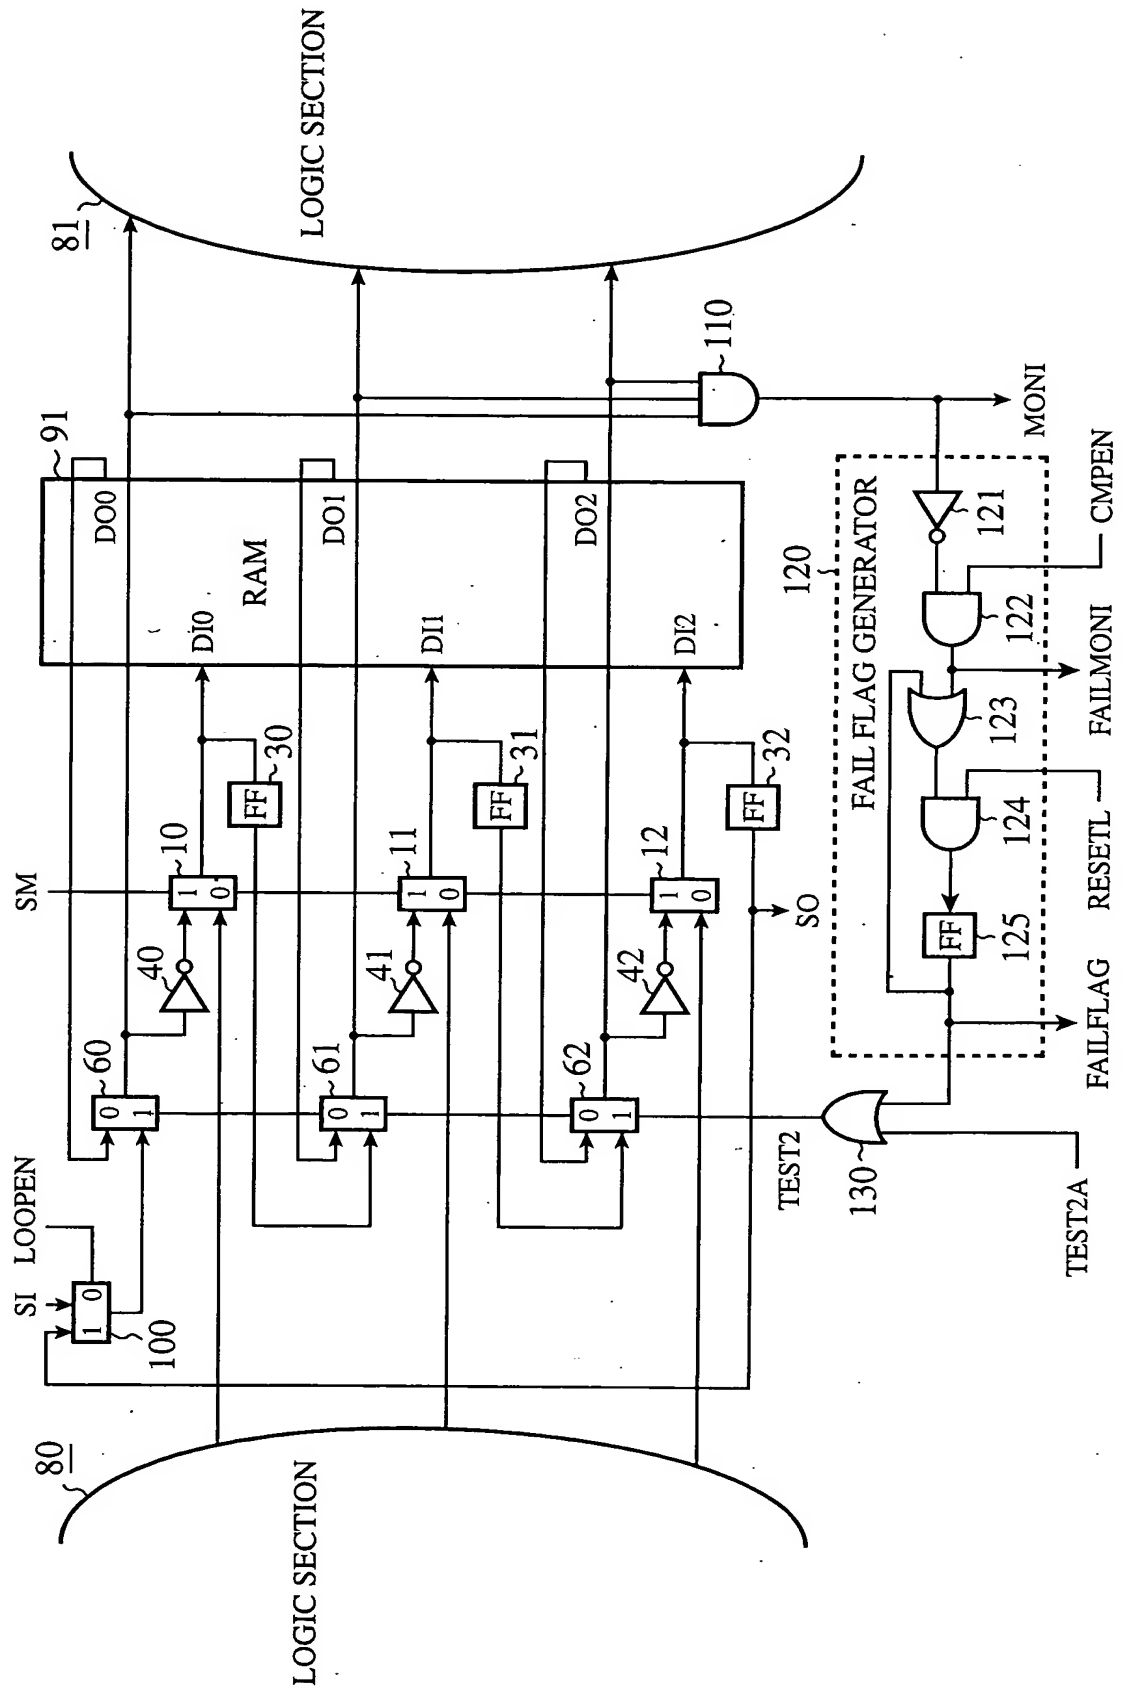 LOGIC SECTION
80
81
LOGIC SECTION
SI
LOOPEN
1
0
100
SM
91
RAM
60
0
1
40
10
1
0
DI0
DO0
FF
30
61
0
1
41
11
1
0
DI1
DO1
FF
31
62
0
1
42
12
1
0
DI2
DO2
FF
32
SO
110
MONI
TEST2
130
TEST2A
120
FAIL FLAG GENERATOR
121
122
123
124
FF
125
CMPEN
FAILMONI
RESETL
FAILFLAG